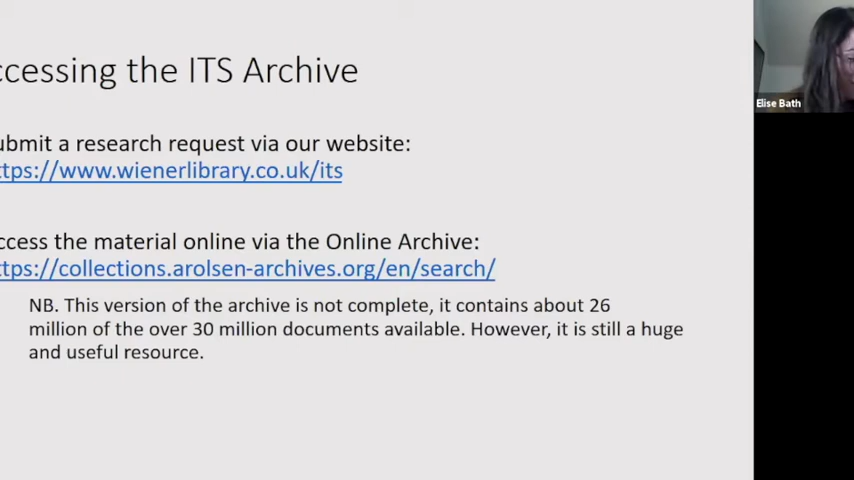 ccessing the ITS Archive
ubmit a research request via our website:
ttps://www.wienerlibrary.co.uk/its
ccess the material online via the Online Archive:
ttps://collections.arolsen-archives.org/en/search/
NB. This version of the archive is not complete, it contains about 26
million of the over 30 million documents available. However, it is still a huge
and useful resource.
Elise Bath